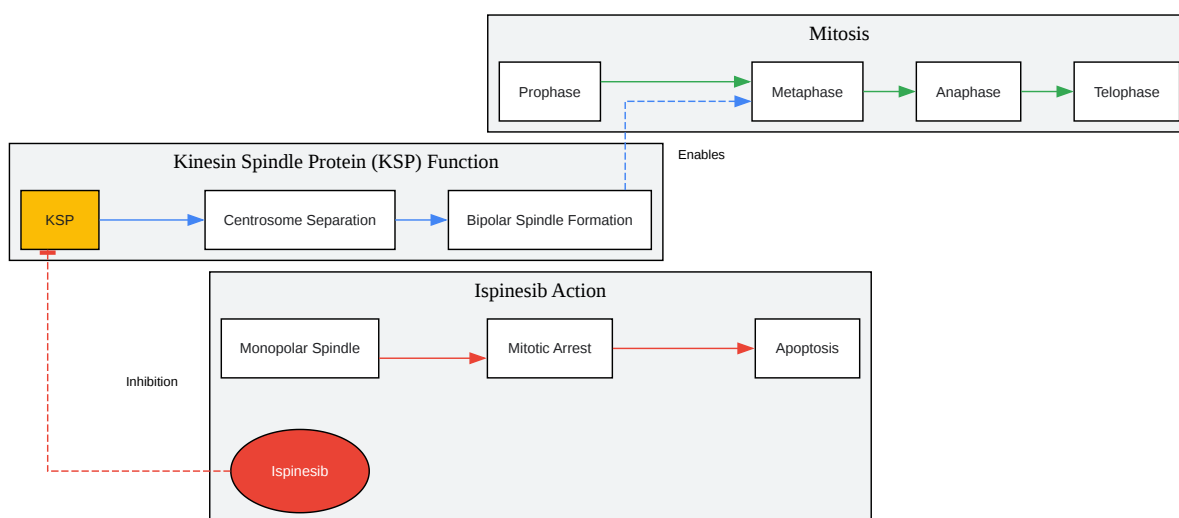 Mitosis
Prophase
Metaphase
Anaphase
Telophase
Enables
Kinesin Spindle Protein (KSP) Function
KSP
Centrosome Separation
Bipolar Spindle Formation
Ispinesib Action
Monopolar Spindle
Mitotic Arrest
Apoptosis
Inhibition
Ispinesib